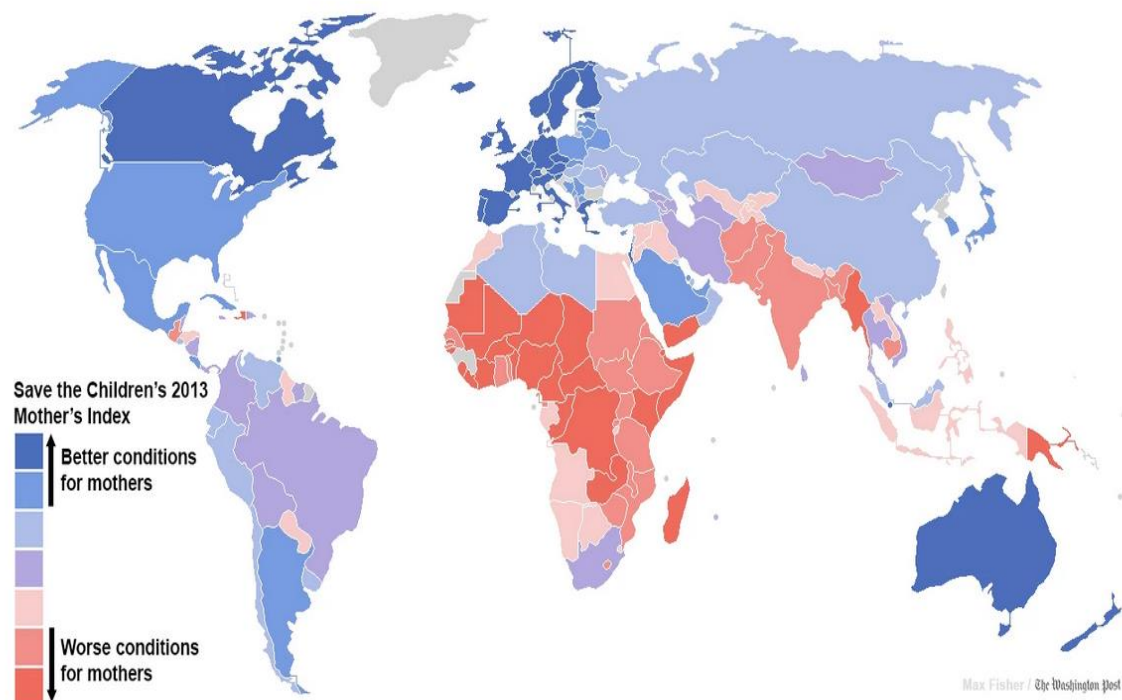 Save the Children's 2013
Mother's Index
Better conditions
for mothers
Worse conditions
for mothers
Max Fisher / The Washington Post